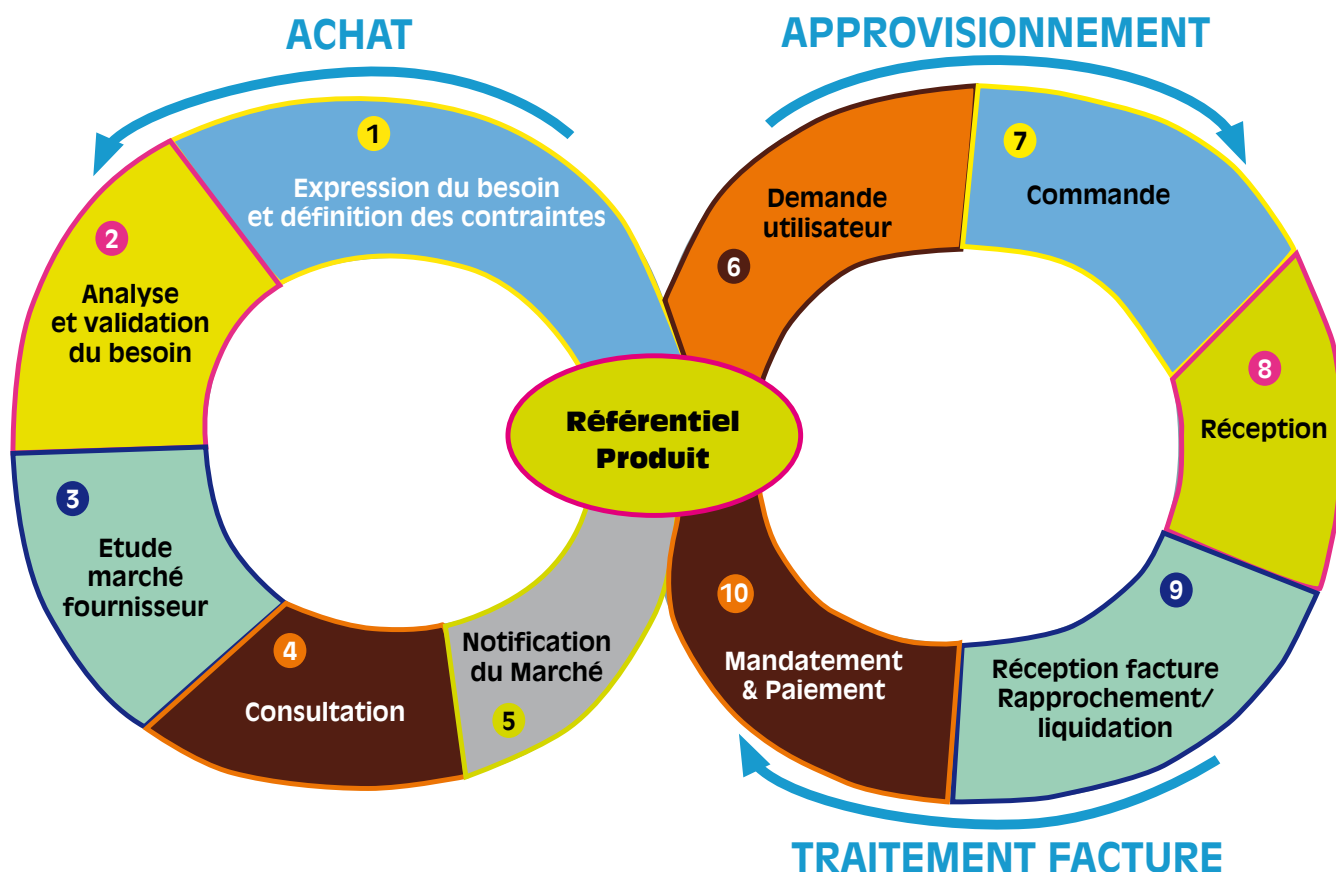 ACHAT
1
Expression du besoin
et définition des contraintes
2
Analyse
et validation
du besoin
3
Etude
marché
fournisseur
4
Consultation
Notification
du Marché
5
Référentiel
Produit
APPROVISIONNEMENT
Demande
utilisateur
6
7
Commande
8
Réception
9
Réception facture
Rapprochement/
liquidation
10
Mandatement
& Paiement
TRAITEMENT FACTURE